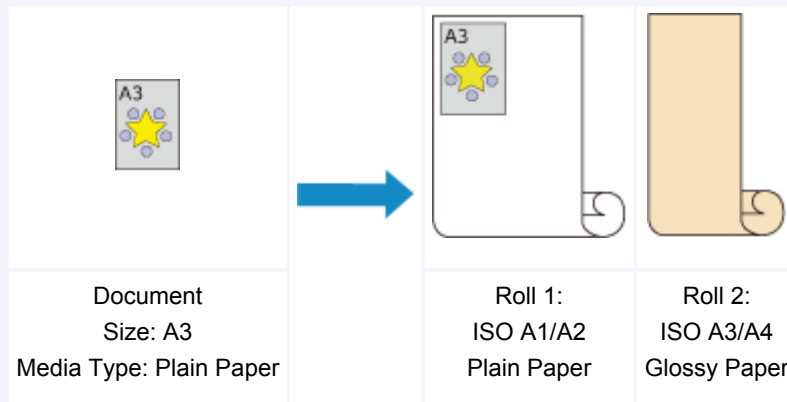 A3
A3
Document
Size: A3
Media Type: Plain Paper
Roll 1:
ISO A1/A2
Plain Paper
Roll 2:
ISO A3/A4
Glossy Paper